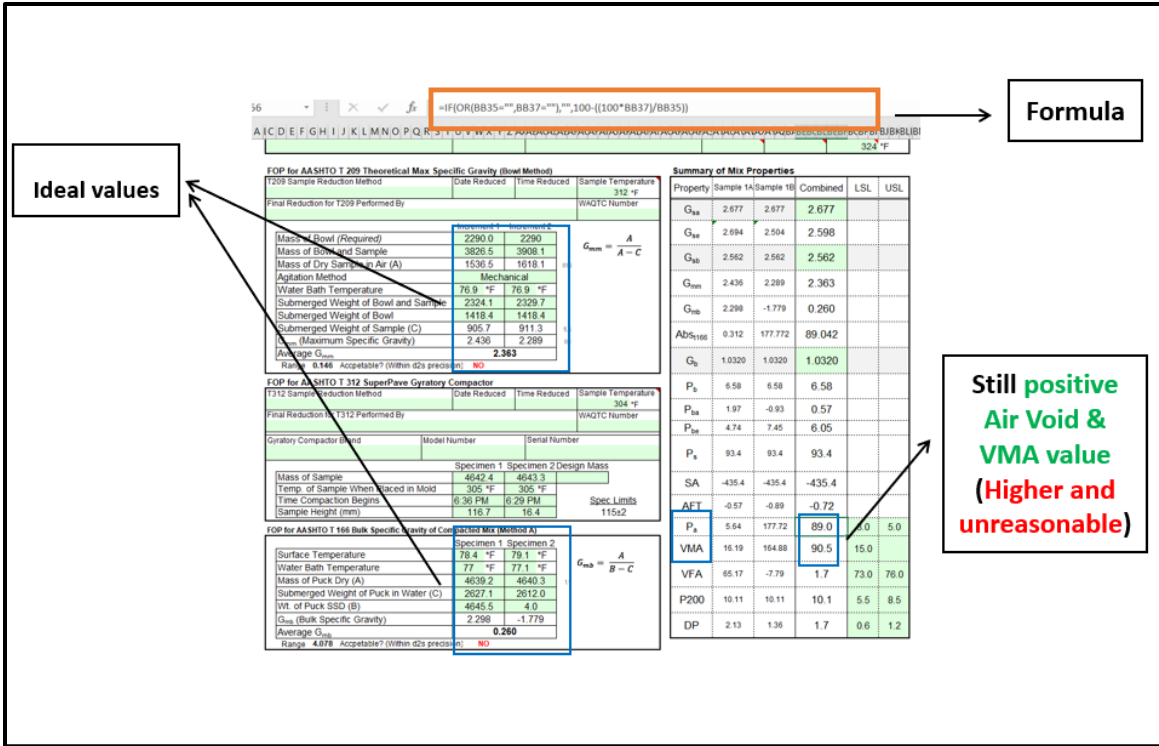 56 fx =IF(OR(BB35="",BB37=""),"",100-((100*BB37)/BB35))
Formula
324 °F
Ideal values
FOP for AASHTO T 209 Theoretical Max Specific Gravity (Bowl Method)
T209 Sample Reduction Method Date Reduced Time Reduced Sample Temperature
312 °F
Final Reduction for T209 Performed By WAQTC Number
Increment 1 Increment 2
Mass of Bowl (Required) 2290.0 2290
Mass of Bowl and Sample 3826.5 3908.1
Mass of Dry Sample in Air (A) 1536.5 1618.1
Gmm = A / A − C
Agitation Method Mechanical
Water Bath Temperature 76.9 °F 76.9 °F
Submerged Weight of Bowl and Sample 2324.1 2329.7
Submerged Weight of Bowl 1418.4 1418.4
Submerged Weight of Sample (C) 905.7 911.3
Gmm (Maximum Specific Gravity) 2.436 2.289
Average Gmm 2.363
Range 0.146 Accpetable? (Within d2s precision) NO
FOP for AASHTO T 312 SuperPave Gyratory Compactor
T312 Sample Reduction Method Date Reduced Time Reduced Sample Temperature
304 °F
Final Reduction for T312 Performed By WAQTC Number
Gyratory Compactor Brand Model Number Serial Number
Specimen 1 Specimen 2 Design Mass
Mass of Sample 4642.4 4643.3
Temp. of Sample When Placed in Mold 305 °F 305 °F
Time Compaction Begins 6:36 PM 6:29 PM Spec Limits
Sample Height (mm) 116.7 16.4 115±2
FOP for AASHTO T 166 Bulk Specific Gravity of Compacted Mix (Method A)
Specimen 1 Specimen 2
Surface Temperature 78.4 °F 79.1 °F
Water Bath Temperature 77 °F 77.1 °F
Gmb = A / B − C
Mass of Puck Dry (A) 4639.2 4640.3
Submerged Weight of Puck in Water (C) 2627.1 2612.0
Wt. of Puck SSD (B) 4645.5 4.0
Gmb (Bulk Specific Gravity) 2.298 -1.779
Average Gmb 0.260
Range 4.078 Accpetable? (Within d2s precision) NO
Summary of Mix Properties
Property Sample 1A Sample 1B Combined LSL USL
Gsa 2.677 2.677 2.677
Gse 2.694 2.504 2.598
Gsb 2.562 2.562 2.562
Gmm 2.436 2.289 2.363
Gmb 2.298 -1.779 0.260
Abs1166 0.312 177.772 89.042
Gb 1.0320 1.0320 1.0320
Pb 6.58 6.58 6.58
Pba 1.97 -0.93 0.57
Pbe 4.74 7.45 6.05
Ps 93.4 93.4 93.4
SA -435.4 -435.4 -435.4
AFT -0.57 -0.89 -0.72
Pa 5.64 177.72 89.0 3.0 5.0
VMA 16.19 164.88 90.5 15.0
VFA 65.17 -7.79 1.7 73.0 76.0
P200 10.11 10.11 10.1 5.5 8.5
DP 2.13 1.36 1.7 0.6 1.2
Still positive
Air Void &
VMA value
(Higher and
unreasonable)